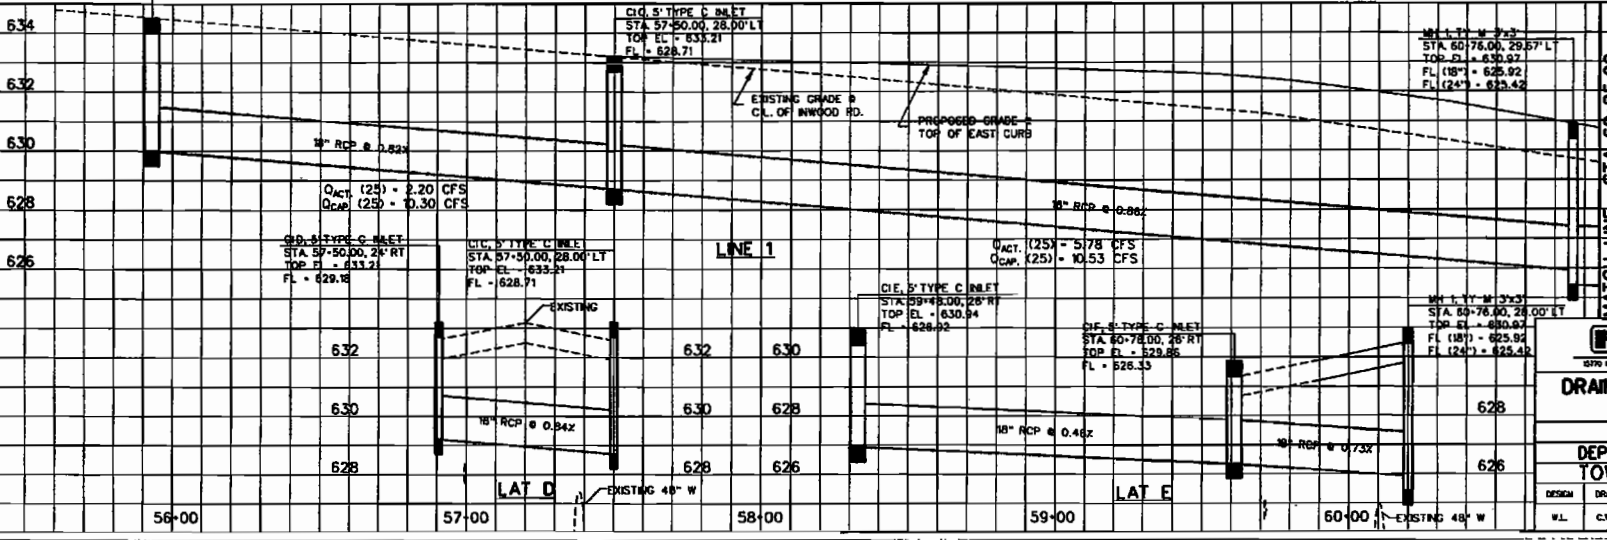 634
632
630
628
626
CIC, 5' TYPE C INLET
STA. 57+50.00, 28.00' LT
TOP EL = 633.21
FL = 628.71
MH 1, TY M 3'x3'
STA. 60+76.00, 29.67' LT
TOP EL = 630.97
FL (18") = 625.92
FL (24") = 625.42
EXISTING GRADE @
C.L. OF INWOOD RD.
PROPOSED GRADE @
TOP OF EAST CURB
18" RCP @ 0.82%
QACT. (25) = 2.20 CFS
QCAP. (25) = 10.30 CFS
18" RCP @ 0.86%
QACT. (25) = 5.78 CFS
QCAP. (25) = 10.53 CFS
LINE 1
CID, 5' TYPE C INLET
STA. 57+50.00, 24' RT
TOP EL = 633.21
FL = 629.18
CIC, 5' TYPE C INLET
STA. 57+50.00, 28.00' LT
TOP EL = 633.21
FL = 628.71
EXISTING
CIE, 5' TYPE C INLET
STA. 59+48.00, 26' RT
TOP EL = 630.94
FL = 626.92
CIF, 5' TYPE C INLET
STA. 60+76.00, 26' RT
TOP EL = 629.86
FL = 626.33
MH 1, TY M 3'x3'
STA. 60+76.00, 28.00' LT
TOP EL = 630.97
FL (18") = 625.92
FL (24") = 625.42
632
630
628
632
630
628
630
628
626
628
626
18" RCP @ 0.84%
18" RCP @ 0.46%
18" RCP @ 0.73%
LAT D
EXISTING 48" W
LAT E
EXISTING 48" W
56+00
57+00
58+00
59+00
60+00
MATCH LINE
DRAI
DEP
TOW
DESIGN
DR
W.L.